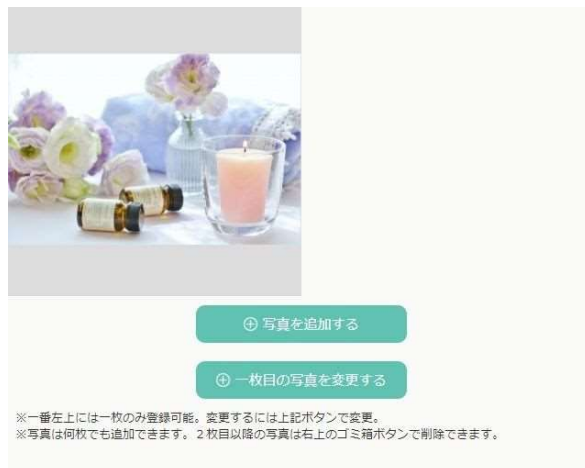 ⊕ 写真を追加する
⊕ 一枚目の写真を変更する
※一番左上には一枚のみ登録可能。変更するには上記ボタンで変更。
※写真は何枚でも追加できます。２枚目以降の写真は右上のゴミ箱ボタンで削除できます。